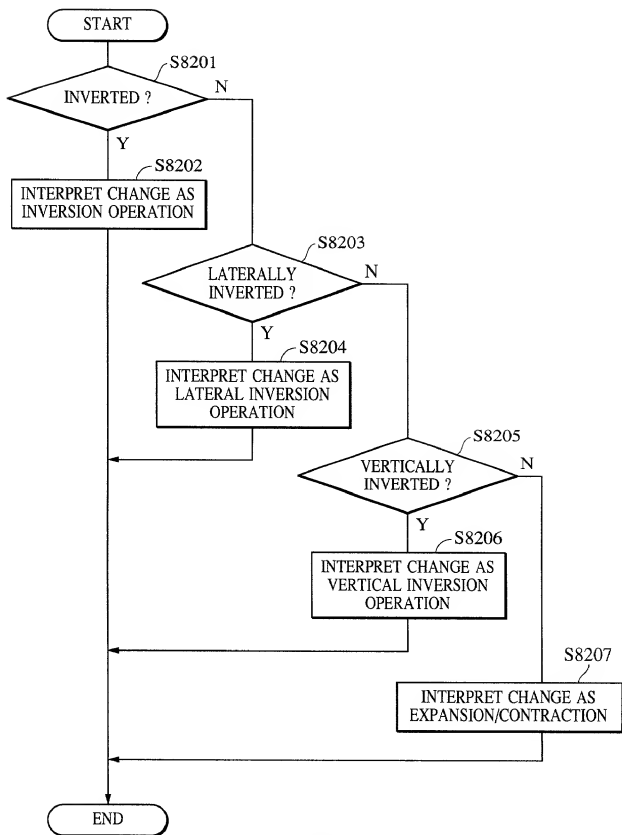 START
S8201
INVERTED ?
N
Y
S8202
INTERPRET CHANGE AS
INVERSION OPERATION
S8203
LATERALLY
INVERTED ?
N
Y
S8204
INTERPRET CHANGE AS
LATERAL INVERSION
OPERATION
S8205
VERTICALLY
INVERTED ?
N
Y
S8206
INTERPRET CHANGE AS
VERTICAL INVERSION
OPERATION
S8207
INTERPRET CHANGE AS
EXPANSION/CONTRACTION
END